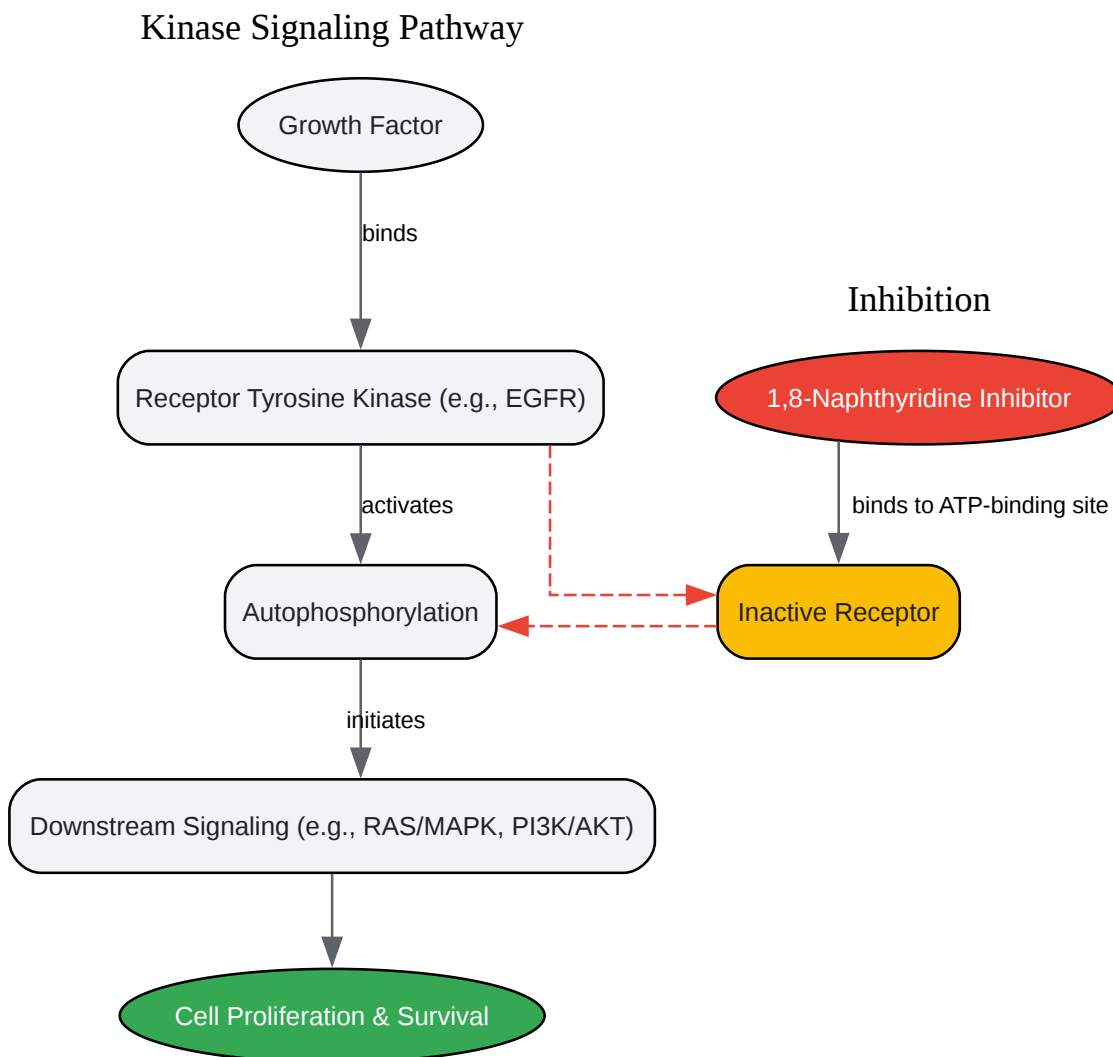 Kinase Signaling Pathway
Growth Factor
binds
Inhibition
Receptor Tyrosine Kinase (e.g., EGFR)
1,8-Naphthyridine Inhibitor
activates
binds to ATP-binding site
Autophosphorylation
Inactive Receptor
initiates
Downstream Signaling (e.g., RAS/MAPK, PI3K/AKT)
Cell Proliferation & Survival